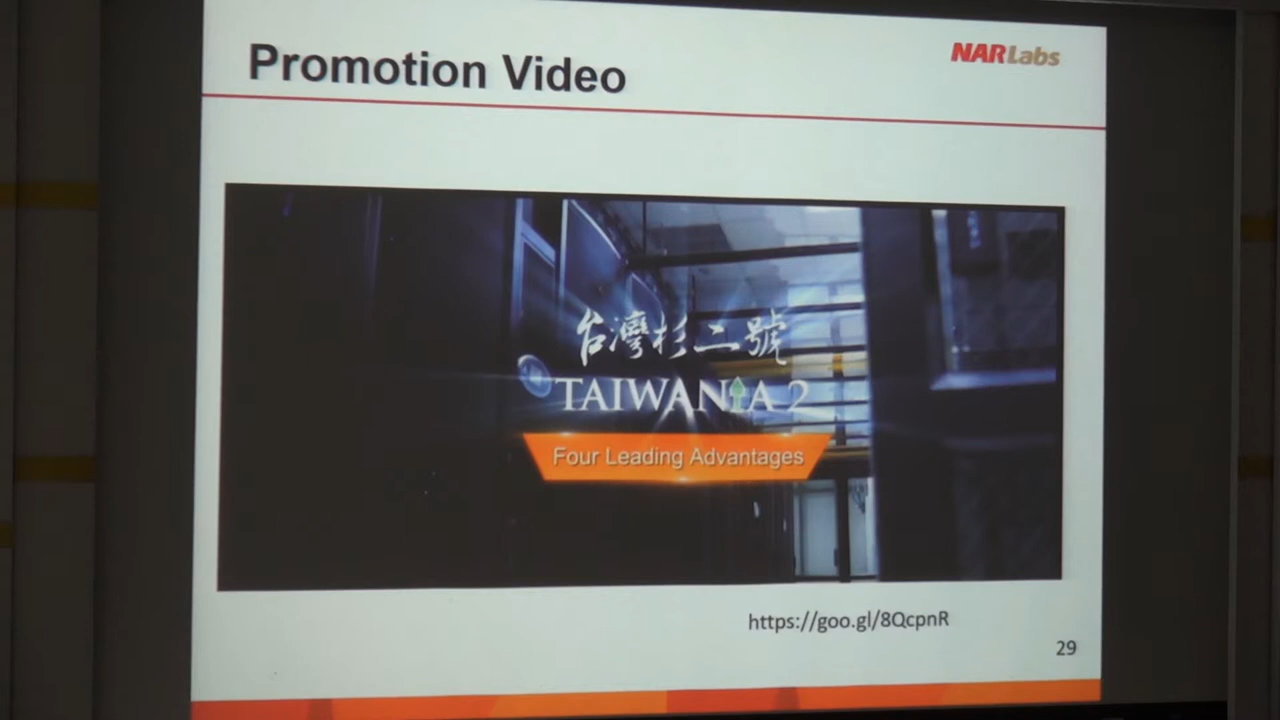 Promotion Video
NARLabs
台灣杉二號
TAIWANIA 2
Four Leading Advantages
https://goo.gl/8QcpnR
29